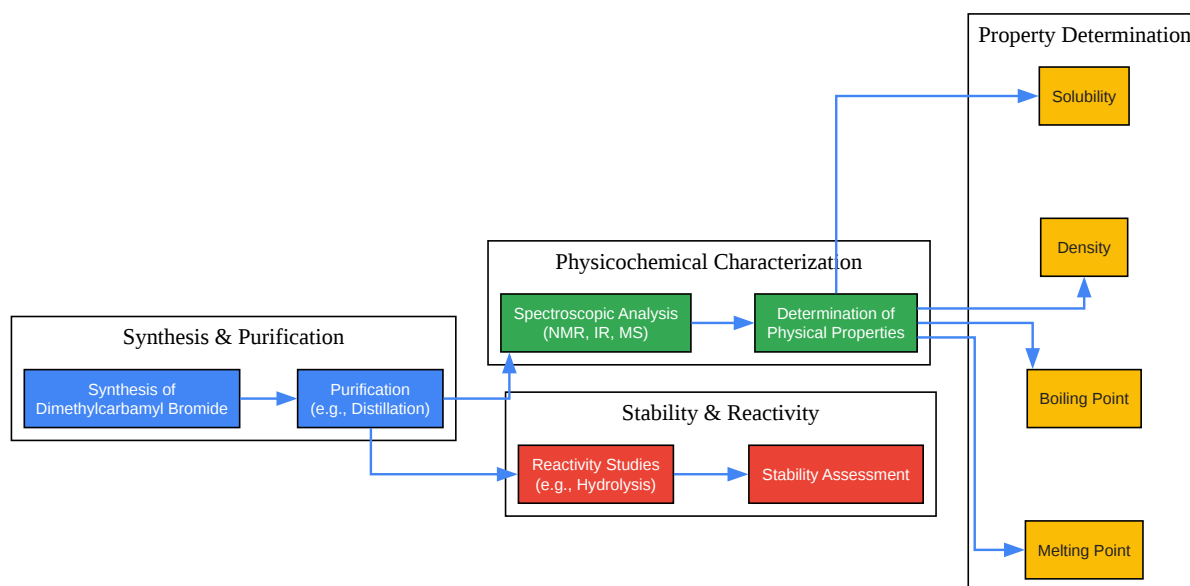 Synthesis & Purification
Synthesis of
Dimethylcarbamyl Bromide
Purification
(e.g., Distillation)
Physicochemical Characterization
Spectroscopic Analysis
(NMR, IR, MS)
Determination of
Physical Properties
Stability & Reactivity
Reactivity Studies
(e.g., Hydrolysis)
Stability Assessment
Property Determination
Solubility
Density
Boiling Point
Melting Point